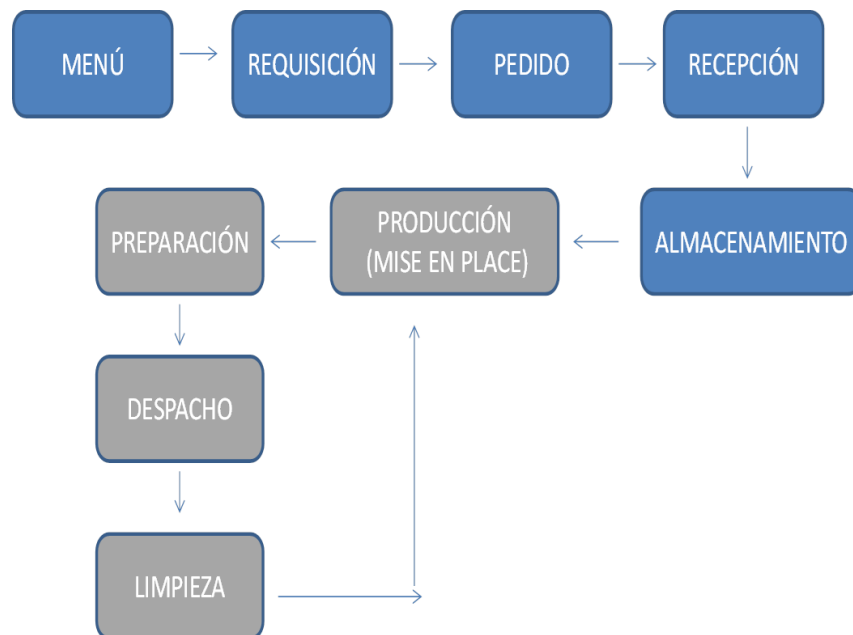 MENÚ
REQUISICIÓN
PEDIDO
RECEPCIÓN
ALMACENAMIENTO
PRODUCCIÓN
(MISE EN PLACE)
PREPARACIÓN
DESPACHO
LIMPIEZA